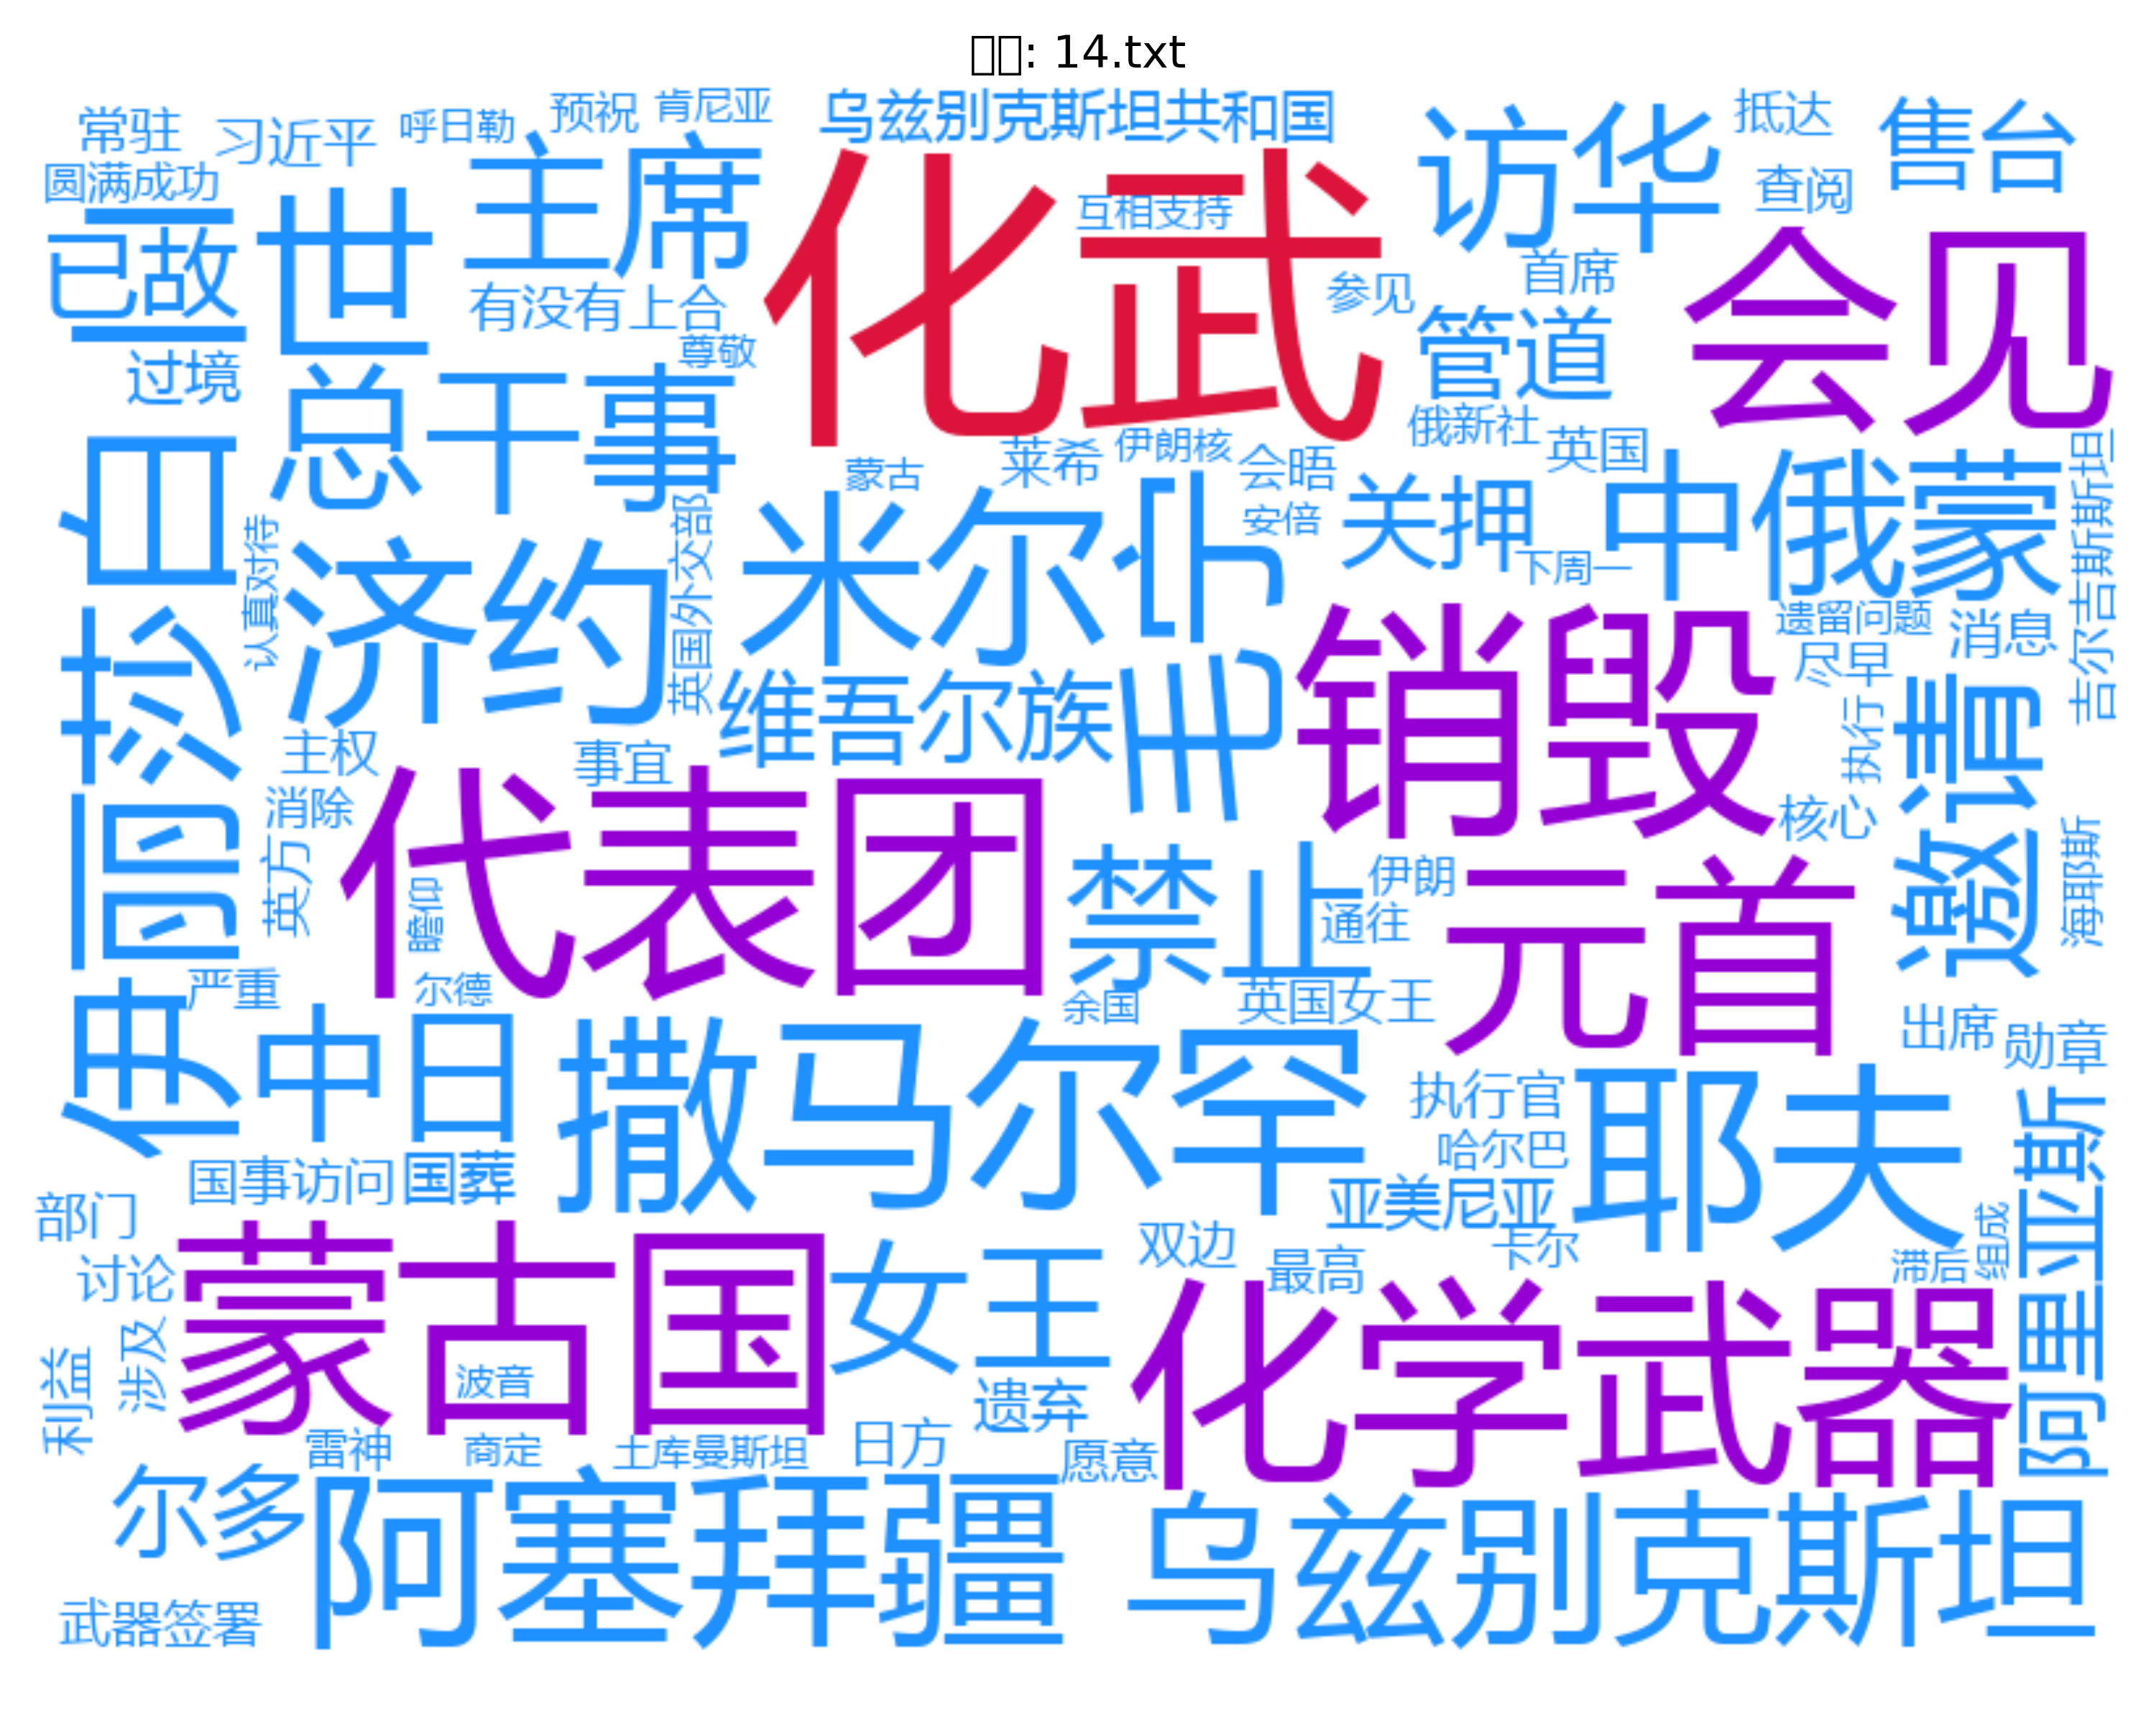 : 14.txt
常驻
习近平
呼日勒
预祝
肯尼亚
乌兹别克斯坦共和国
访华
抵达
售台
圆满成功
已故
世
主席
化武
互相支持
查阅
会见
有没有上合
首席
参见
管道
过境
尊敬
总干事
俄新社
英国
白俄罗斯
蒙古
莱希
伊朗核
会晤
安倍
关押
下周一
中俄蒙
吉尔吉斯斯坦
认真对待
济约
英国外交部
米尔
维吾尔族
销毁
遗留问题
消息
尽早
执行
邀请
主权
事宜
核心
海耶斯
伊丽莎白
消除
英方
瞻仰
代表团
禁止
伊朗
通往
元首
严重
尔德
余国
英国女王
出席
勋章
中日
撒马尔罕
执行官
哈尔巴
耶夫
阿里亚斯
国事访问
国葬
亚美尼亚
卡尔
组成
滞后
部门
讨论
涉及
利益
蒙古国
波音
女王
双边
最高
化学武器
遗弃
雷神
商定
土库曼斯坦
日方
愿意
尔多
阿塞拜疆
乌兹别克斯坦
武器签署